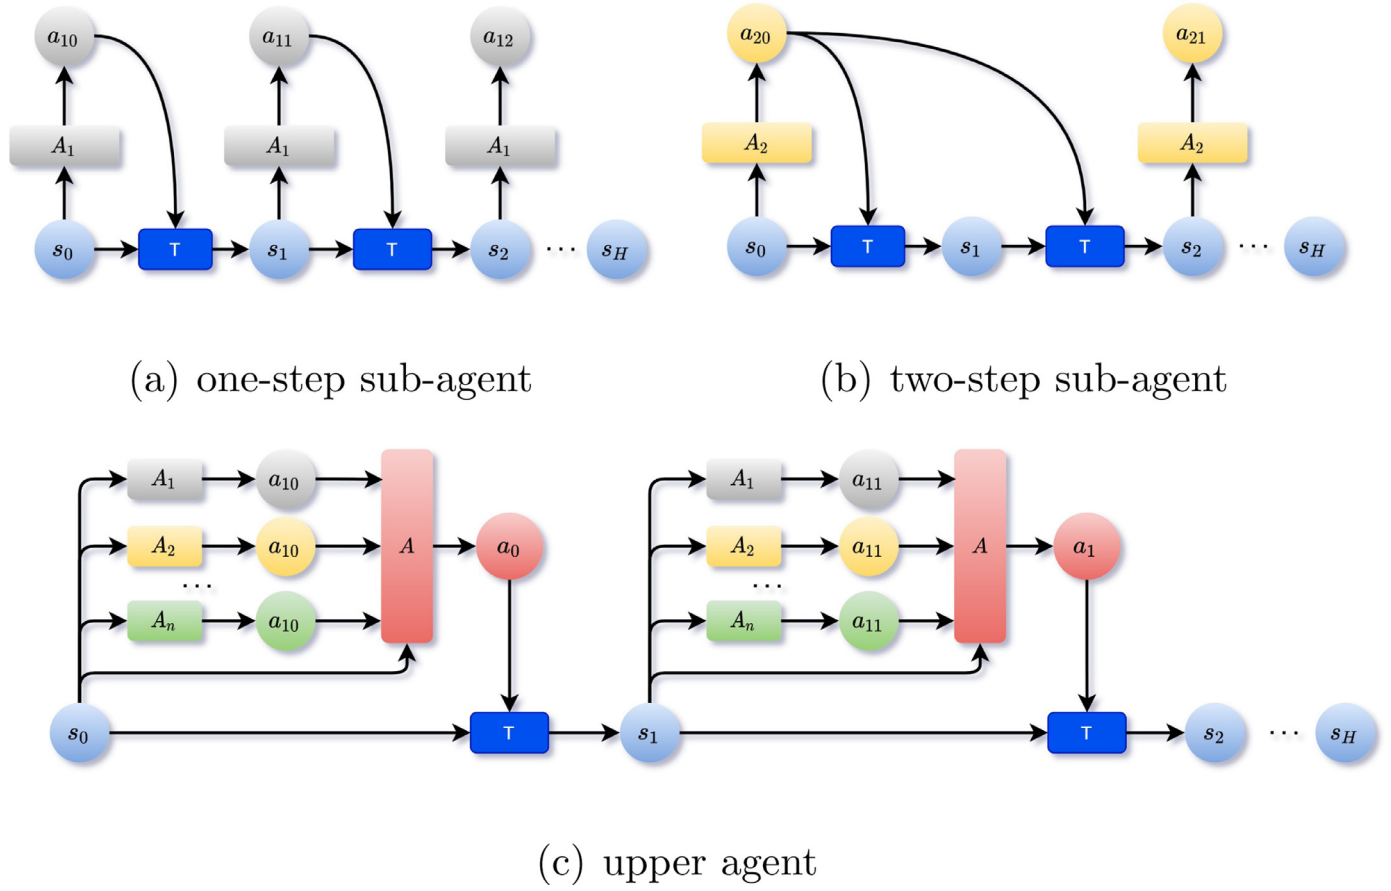 a10 a11 a12 a20 a21
A1 A1 A1 A2 A2
s0 T s1 T s2 ... sH s0 T s1 T s2 ... sH
(a) one-step sub-agent (b) two-step sub-agent
A1 a10 A1 a11
A2 a10 A a0 A2 a11 A a1
... ...
An a10 An a11
s0 T s1 T s2 ... sH
(c) upper agent